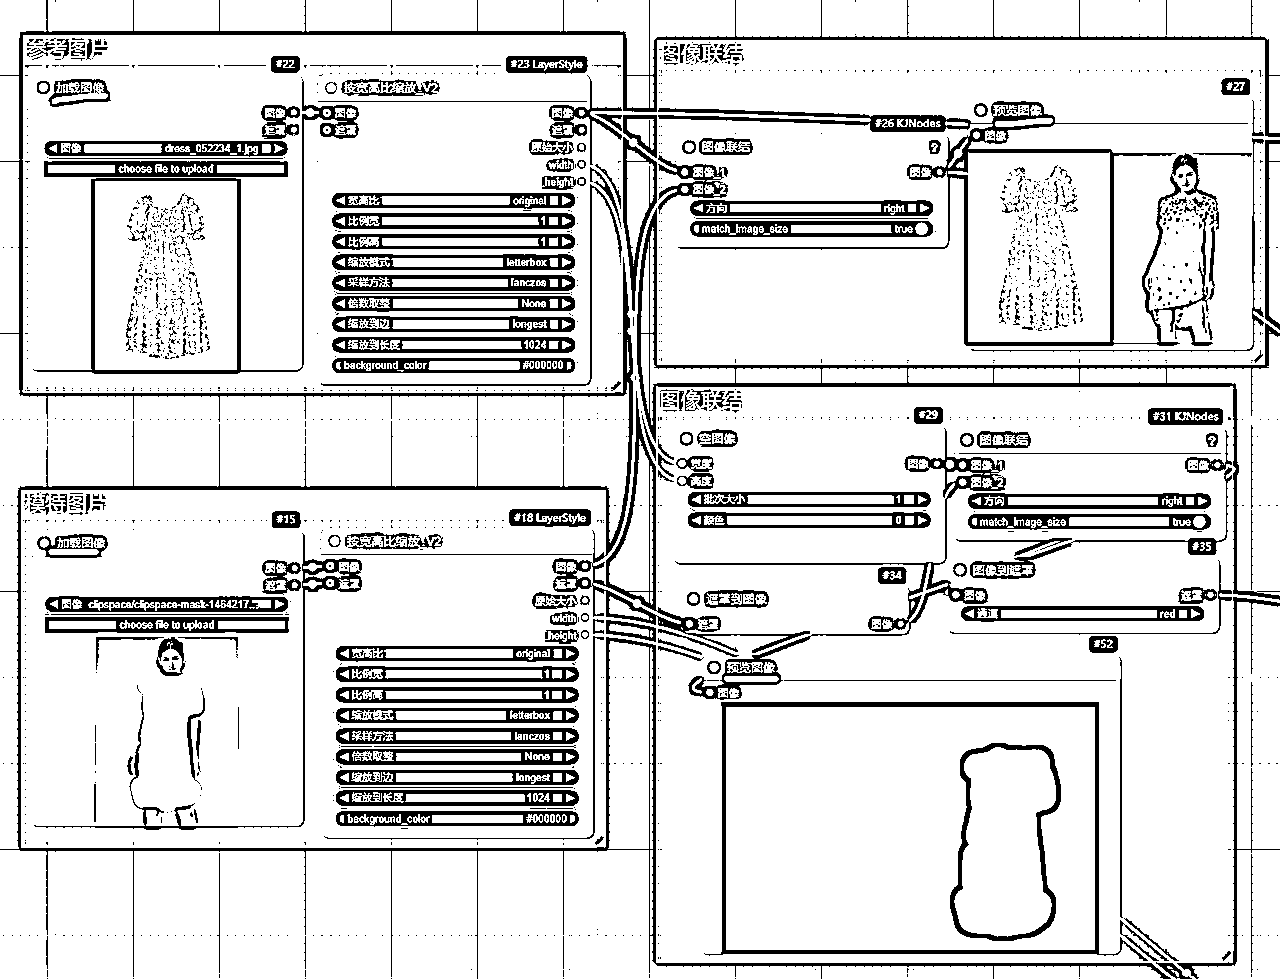 参考图片
#22
加载图像
图像
遮罩
图像 dress_052234_1.jpg
choose file to upload
#23 LayerStyle
按宽高比缩放_V2
图像
遮罩
图像
遮罩
原始大小
width
height
宽高比 original
比例宽 1
比例高 1
缩放模式 letterbox
采样方法 lanczos
倍数取整 None
缩放到边 longest
缩放到长度 1024
background_color #000000
图像联结
#26 KJNodes
图像联结
?
图像_1
图像_2
图像
方向 right
match_image_size true
#27
预览图像
图像
模特图片
#15
加载图像
图像
遮罩
图像 clipspace/clipspace-mask-1464217...
choose file to upload
#18 LayerStyle
按宽高比缩放_V2
图像
遮罩
图像
遮罩
原始大小
width
height
宽高比 original
比例宽 1
比例高 1
缩放模式 letterbox
采样方法 lanczos
倍数取整 None
缩放到边 longest
缩放到长度 1024
background_color #000000
图像联结
#29
空图像
宽度
高度
图像
批次大小 1
颜色 0
#31 KJNodes
图像联结
?
图像_1
图像_2
图像
方向 right
match_image_size true
#34
遮罩到图像
遮罩
图像
#35
图像到遮罩
图像
遮罩
通道 red
#52
预览图像
图像